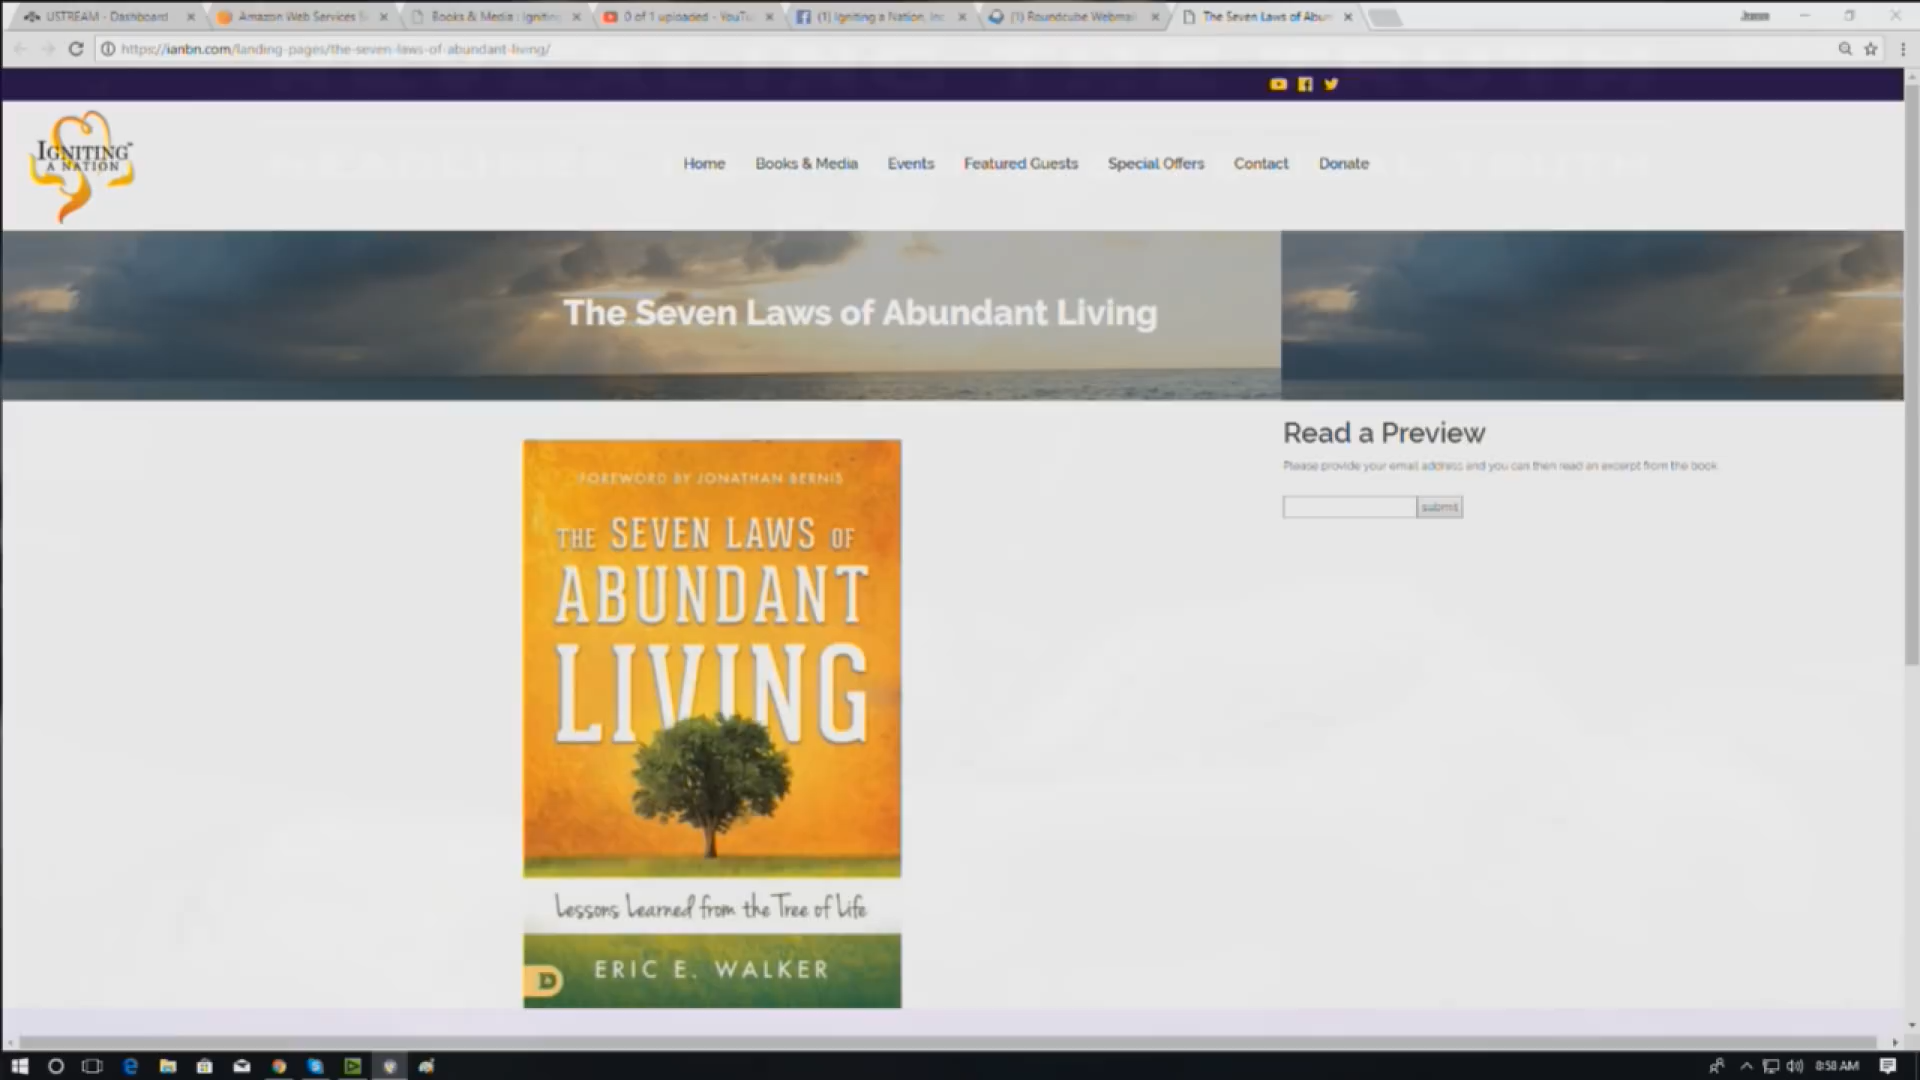 USTREAM - Dashboard
Amazon Web Services
Books & Media : Igniting
0 of 1 uploaded - YouTu
(1) Igniting a Nation, Inc
(1) Roundcube Webmail
The Seven Laws of Abun
https://ianbn.com/landing-pages/the-seven-laws-of-abundant-living/
IGNITING™
A NATION
Home
Books & Media
Events
Featured Guests
Special Offers
Contact
Donate
The Seven Laws of Abundant Living
Read a Preview
Please provide your email address and you can then read an excerpt from the book.
submit
FOREWORD BY JONATHAN BERNIS
THE SEVEN LAWS OF
ABUNDANT
LIVING
Lessons Learned from the Tree of Life
D
ERIC E. WALKER
8:58 AM